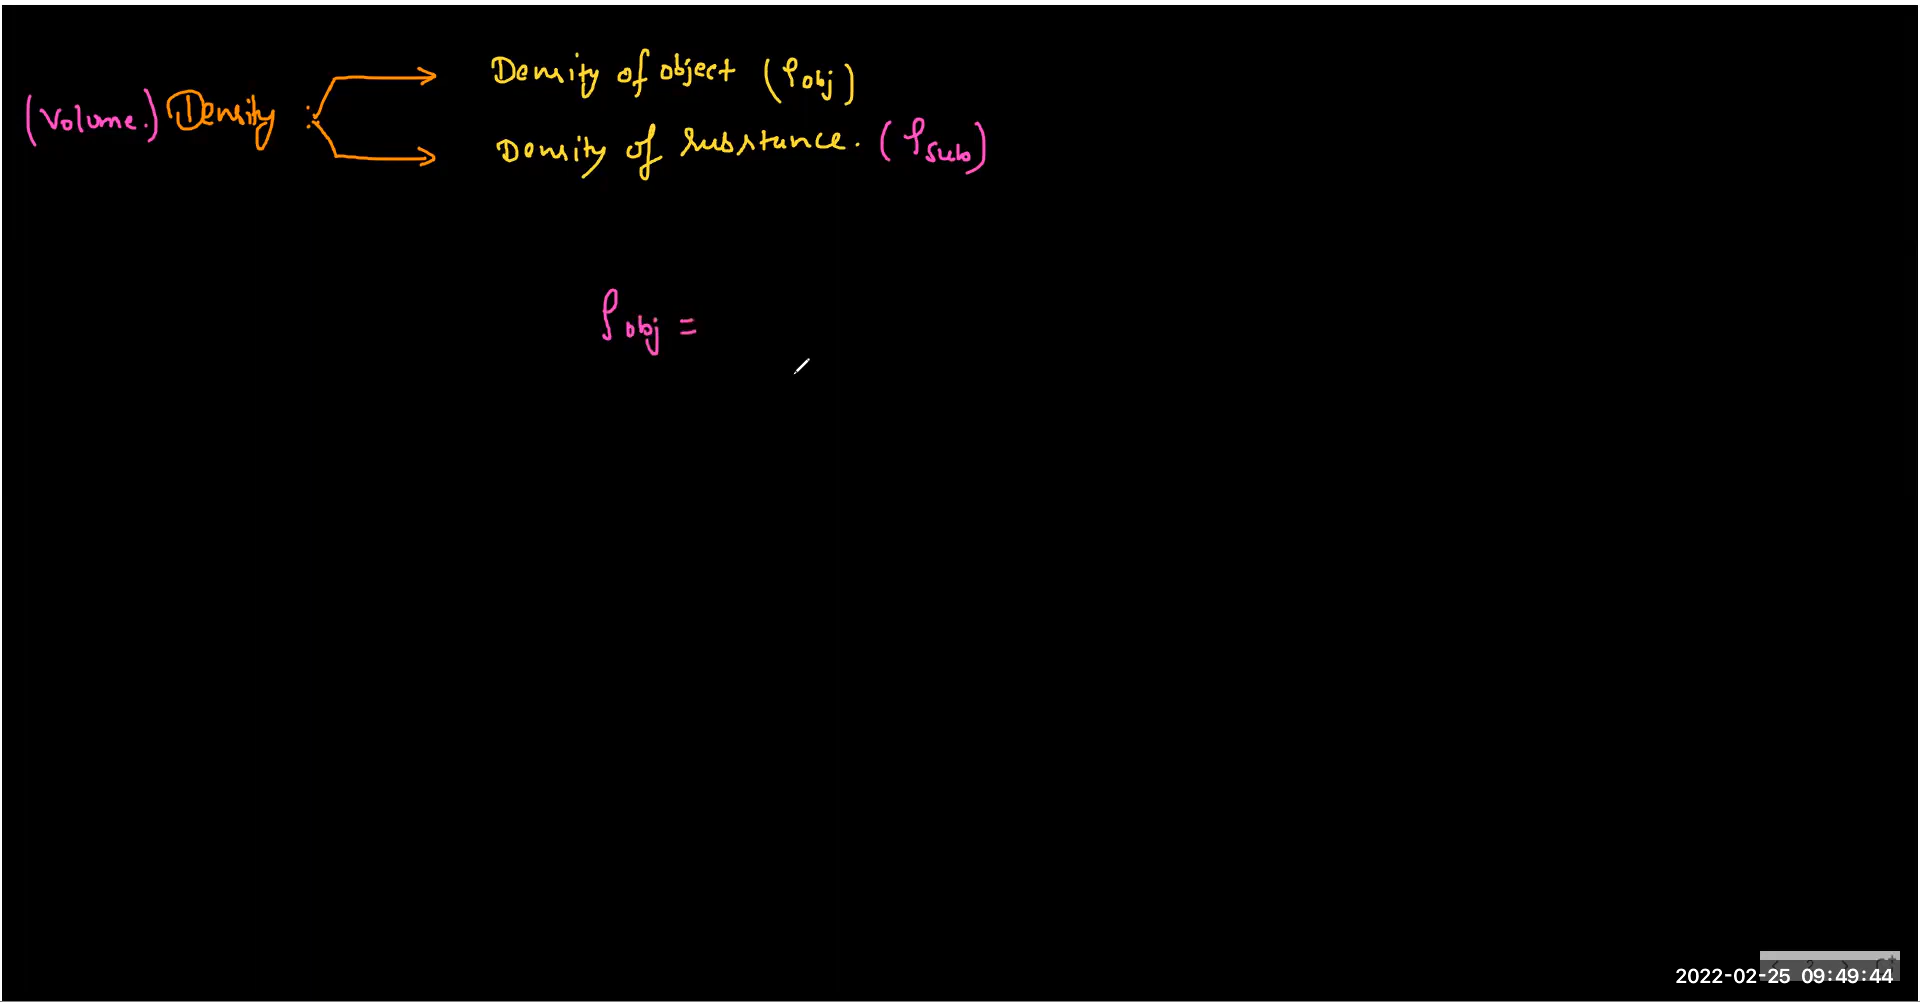 (Volume.) Density :
Density of object (ρobj)
Density of substance. (ρsub)
ρobj =
2022-02-25 09:49:44